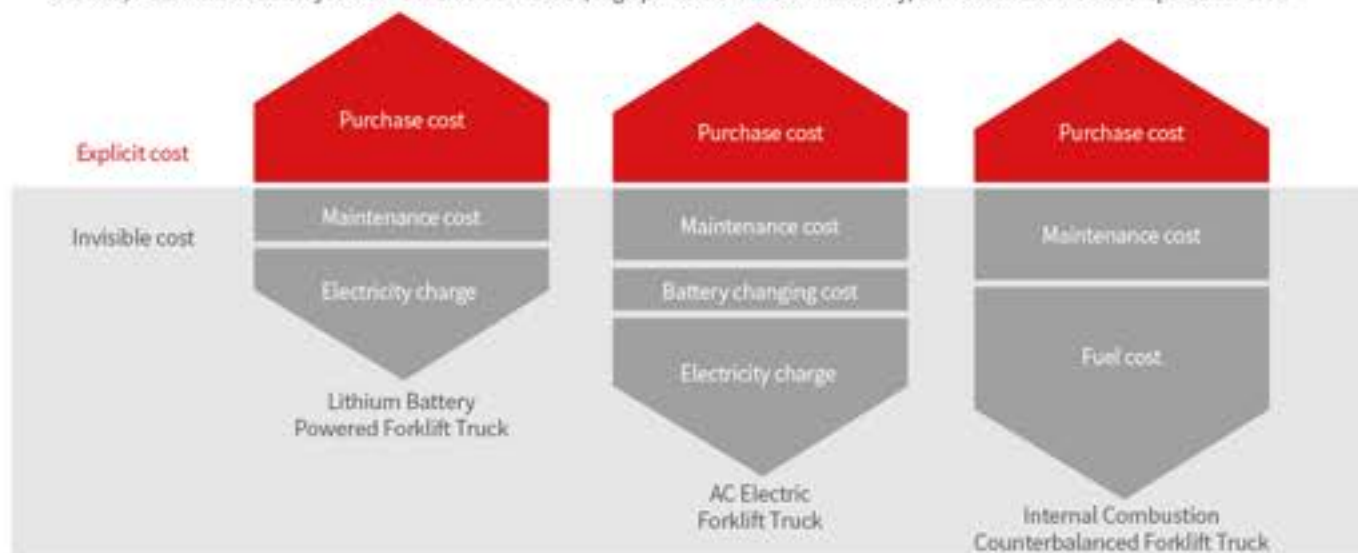 Purchase cost
Purchase cost
Purchase cost
Explicit cost
Maintenance cost
Maintenance cost
Maintenance cost
Invisible cost
Electricity charge
Battery changing cost
Fuel cost
Electricity charge
Lithium Battery
Powered Forklift Truck
AC Electric
Forklift Truck
Internal Combustion
Counterbalanced Forklift Truck